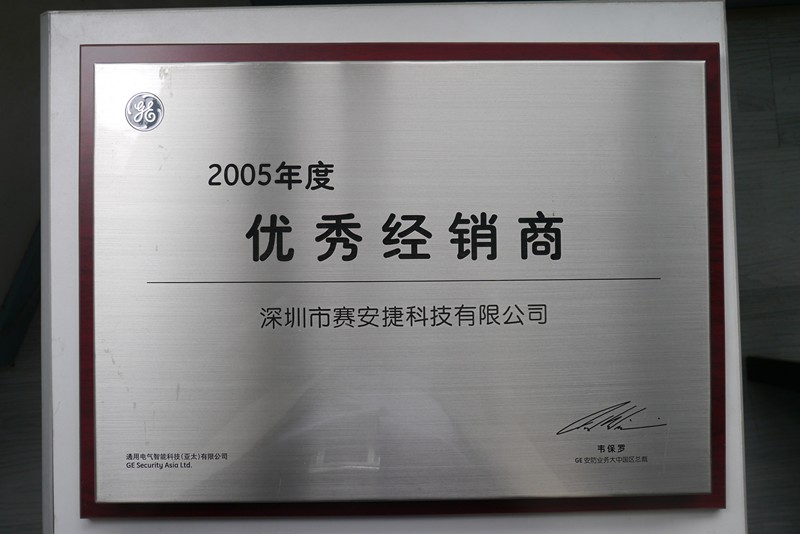 GE
2005年度
优秀经销商
深圳市赛安捷科技有限公司
通用电气智能科技(亚太)有限公司
GE Security Asia Ltd.
韦保罗
GE 安防业务大中国区总裁